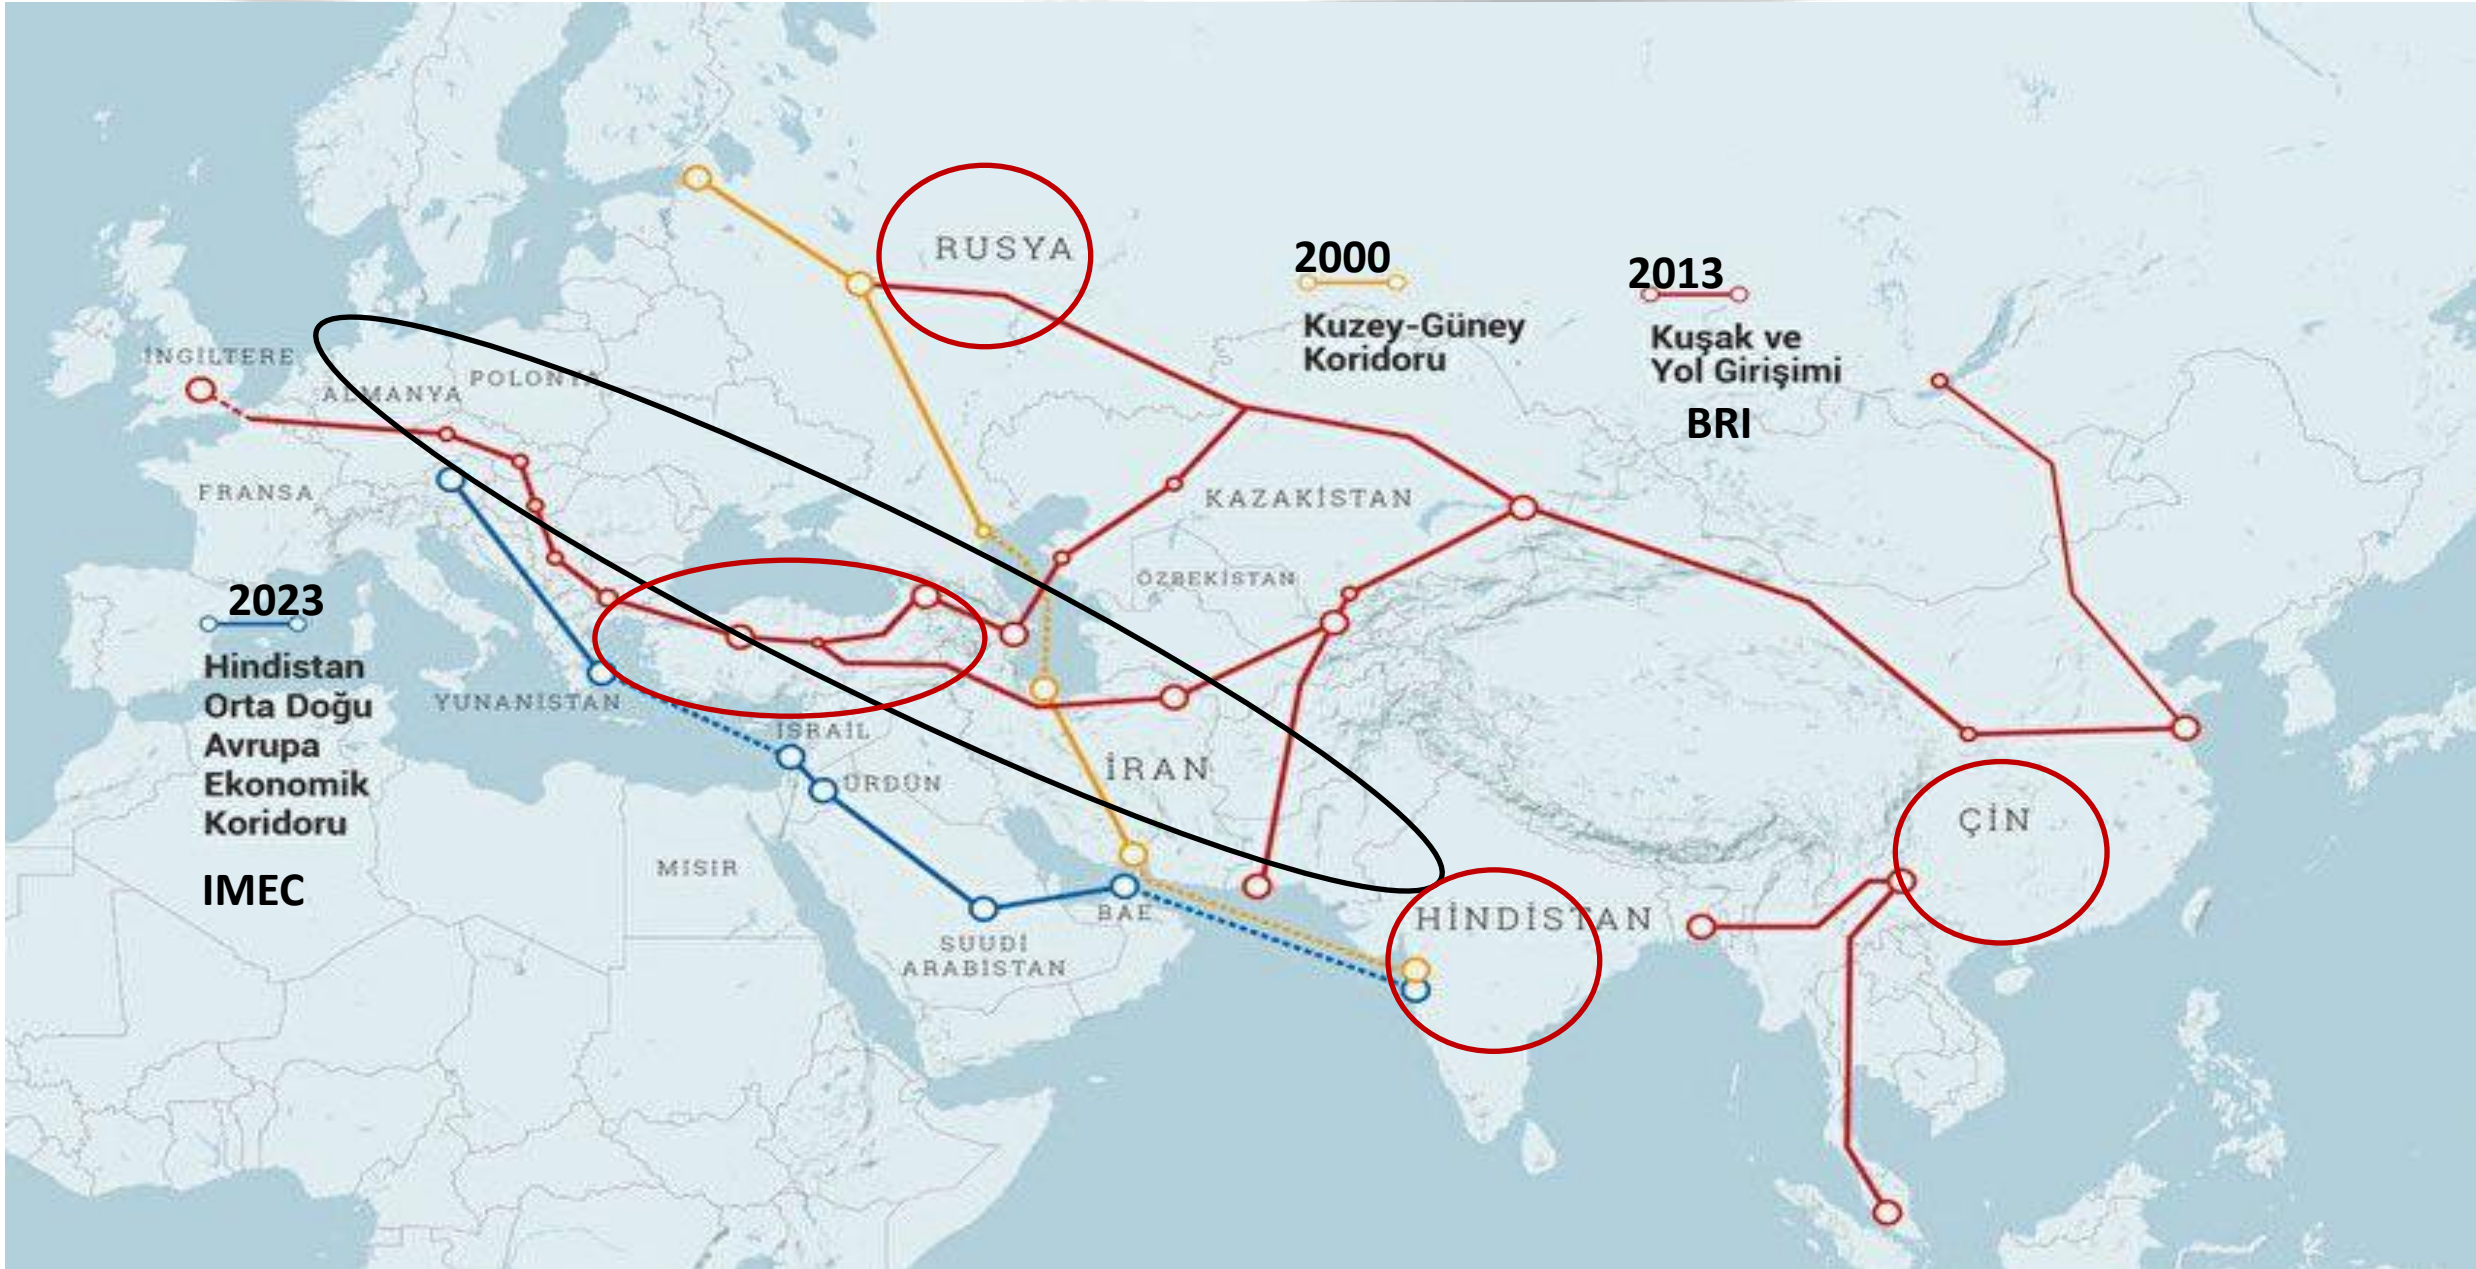 RUSYA
2000
Kuzey-Güney
Koridoru
2013
Kuşak ve
Yol Girişimi
BRI
İNGİLTERE
ALMANYA
POLONYA
FRANSA
KAZAKİSTAN
ÖZBEKİSTAN
2023
Hindistan
Orta Doğu
Avrupa
Ekonomik
Koridoru
IMEC
YUNANİSTAN
İSRAİL
ÜRDÜN
İRAN
MISIR
BAE
SUUDİ
ARABİSTAN
HİNDİSTAN
ÇİN